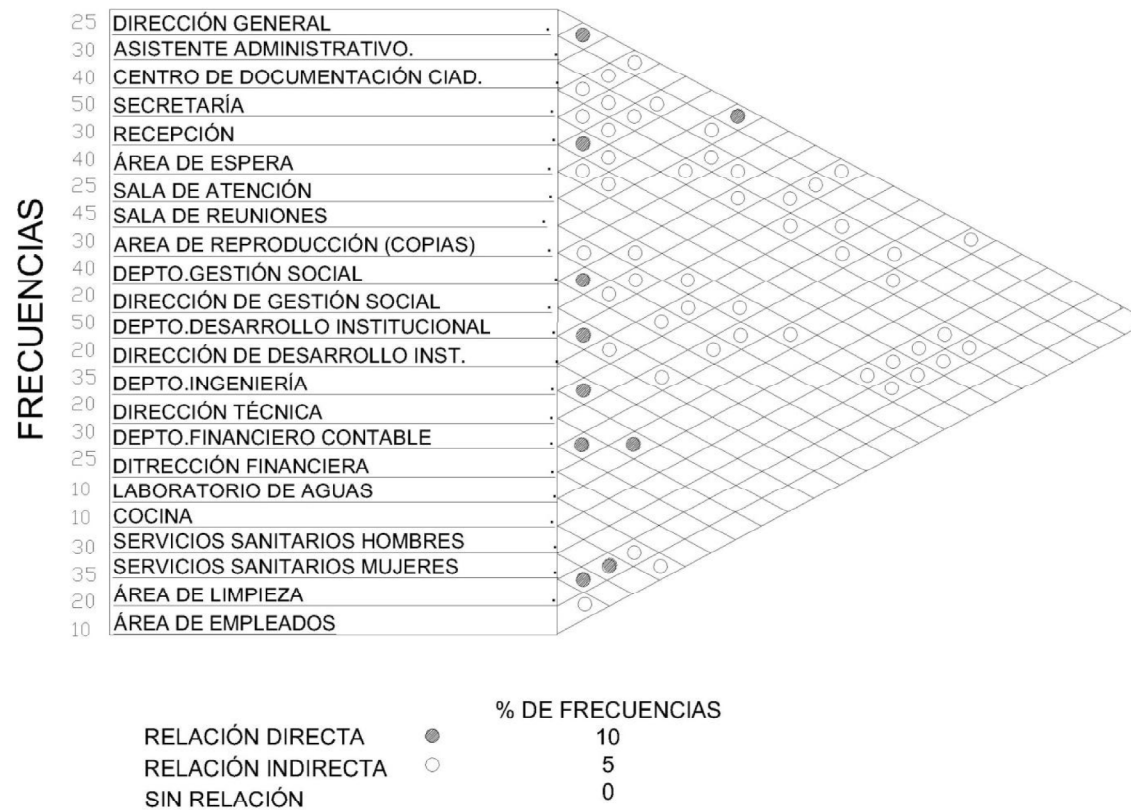 FRECUENCIAS
25 DIRECCIÓN GENERAL .
30 ASISTENTE ADMINISTRATIVO. .
40 CENTRO DE DOCUMENTACIÓN CIAD. .
50 SECRETARÍA .
30 RECEPCIÓN .
40 ÁREA DE ESPERA .
25 SALA DE ATENCIÓN .
45 SALA DE REUNIONES .
30 AREA DE REPRODUCCIÓN (COPIAS) .
40 DEPTO.GESTIÓN SOCIAL .
20 DIRECCIÓN DE GESTIÓN SOCIAL .
50 DEPTO.DESARROLLO INSTITUCIONAL .
20 DIRECCIÓN DE DESARROLLO INST. .
35 DEPTO.INGENIERÍA .
20 DIRECCIÓN TÉCNICA .
30 DEPTO.FINANCIERO CONTABLE .
25 DITRECCIÓN FINANCIERA .
10 LABORATORIO DE AGUAS .
10 COCINA .
30 SERVICIOS SANITARIOS HOMBRES .
35 SERVICIOS SANITARIOS MUJERES .
20 ÁREA DE LIMPIEZA .
10 ÁREA DE EMPLEADOS
% DE FRECUENCIAS
RELACIÓN DIRECTA 10
RELACIÓN INDIRECTA 5
SIN RELACIÓN 0